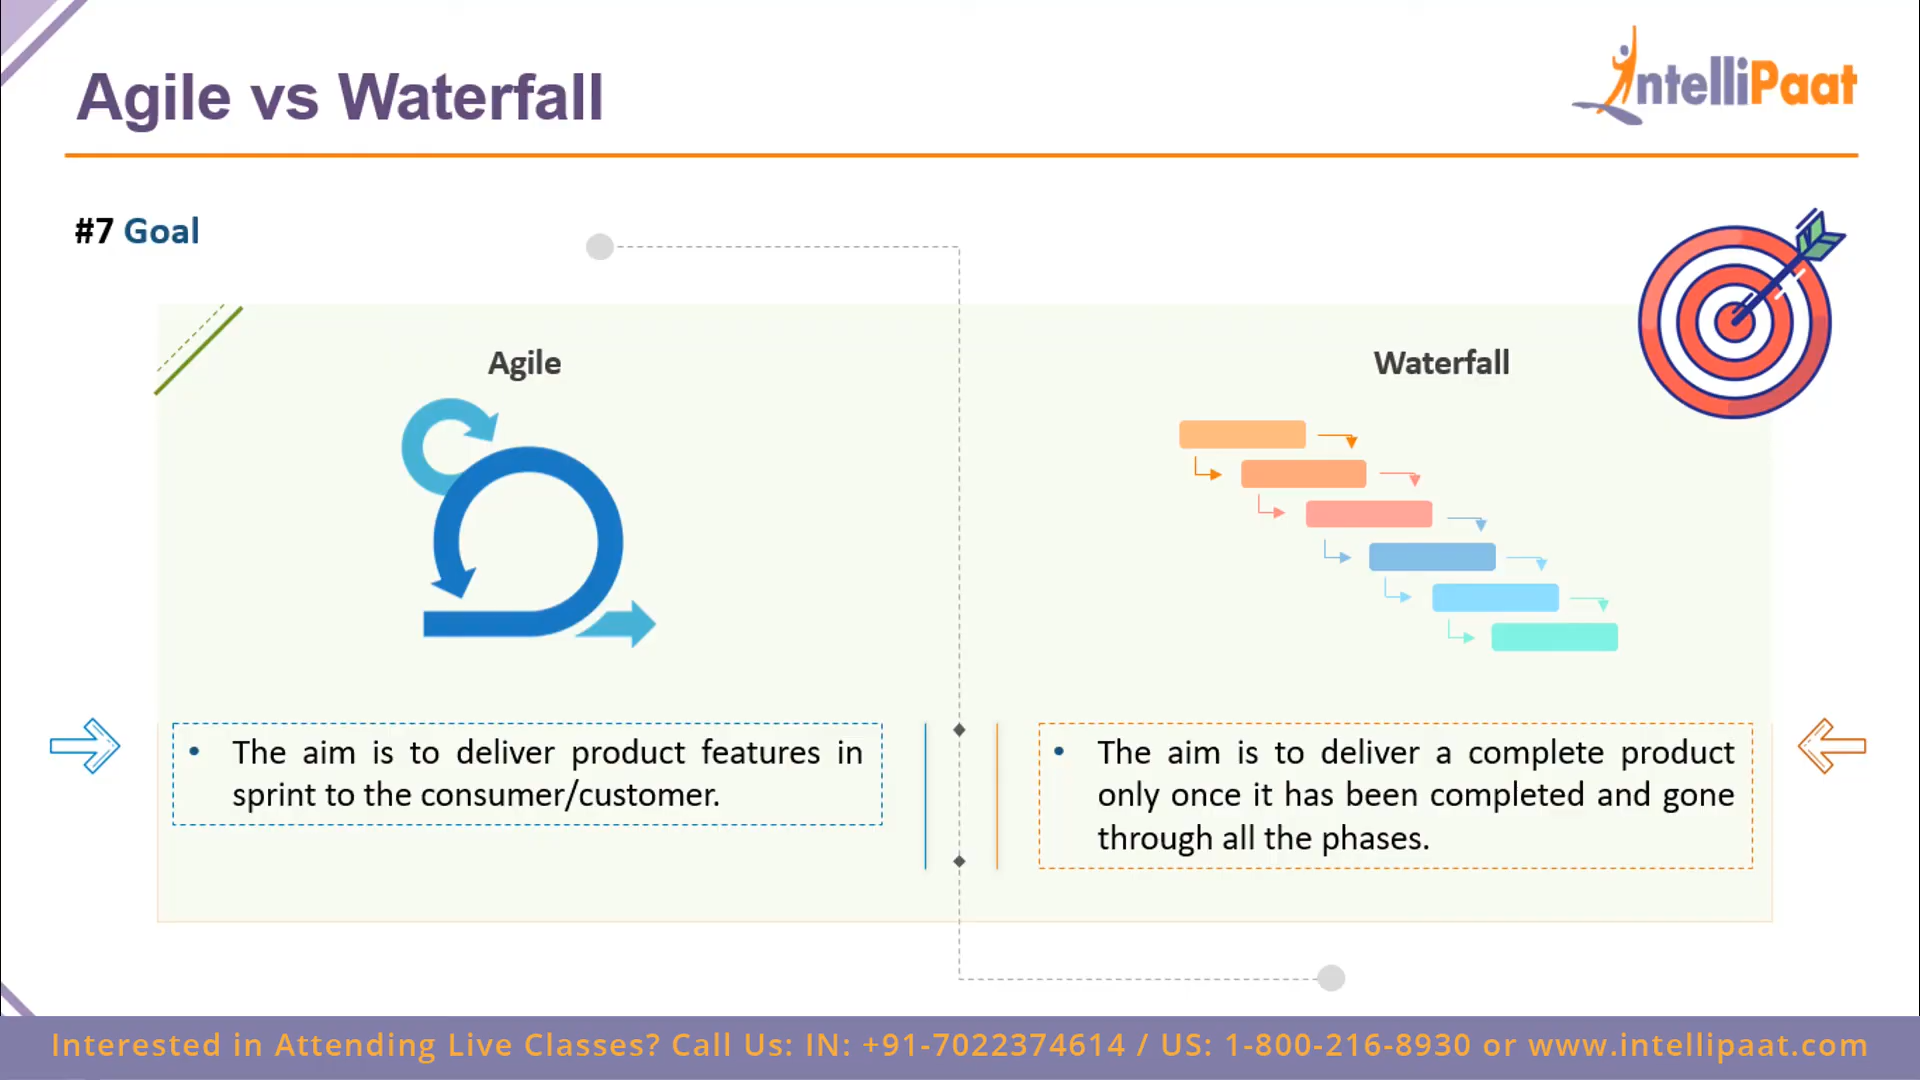 Agile vs Waterfall
IntelliPaat
#7 Goal
Agile
Waterfall
• The aim is to deliver product features in
sprint to the consumer/customer.
• The aim is to deliver a complete product
only once it has been completed and gone
through all the phases.
Interested in Attending Live Classes? Call Us: IN: +91-7022374614 / US: 1-800-216-8930 or www.intellipaat.com